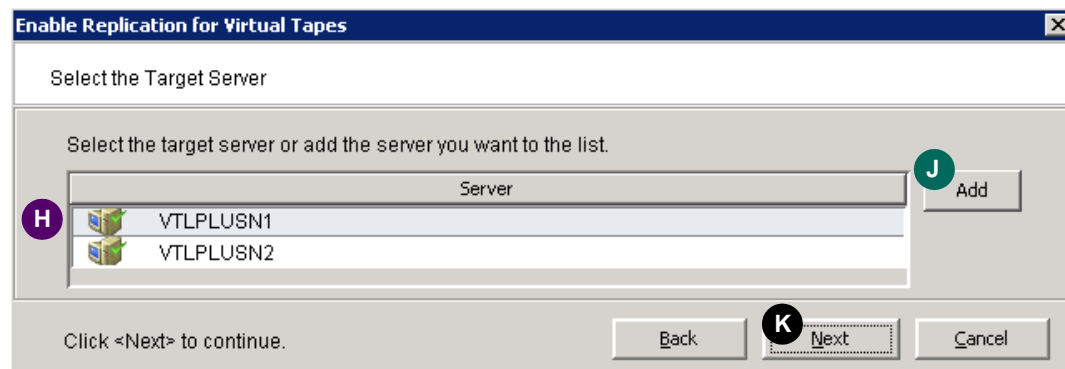 Enable Replication for Virtual Tapes
Select the Target Server
Select the target server or add the server you want to the list.
J
Server
Add
H
VTLPLUSN1
VTLPLUSN2
K
Click <Next> to continue.
Back
Next
Cancel